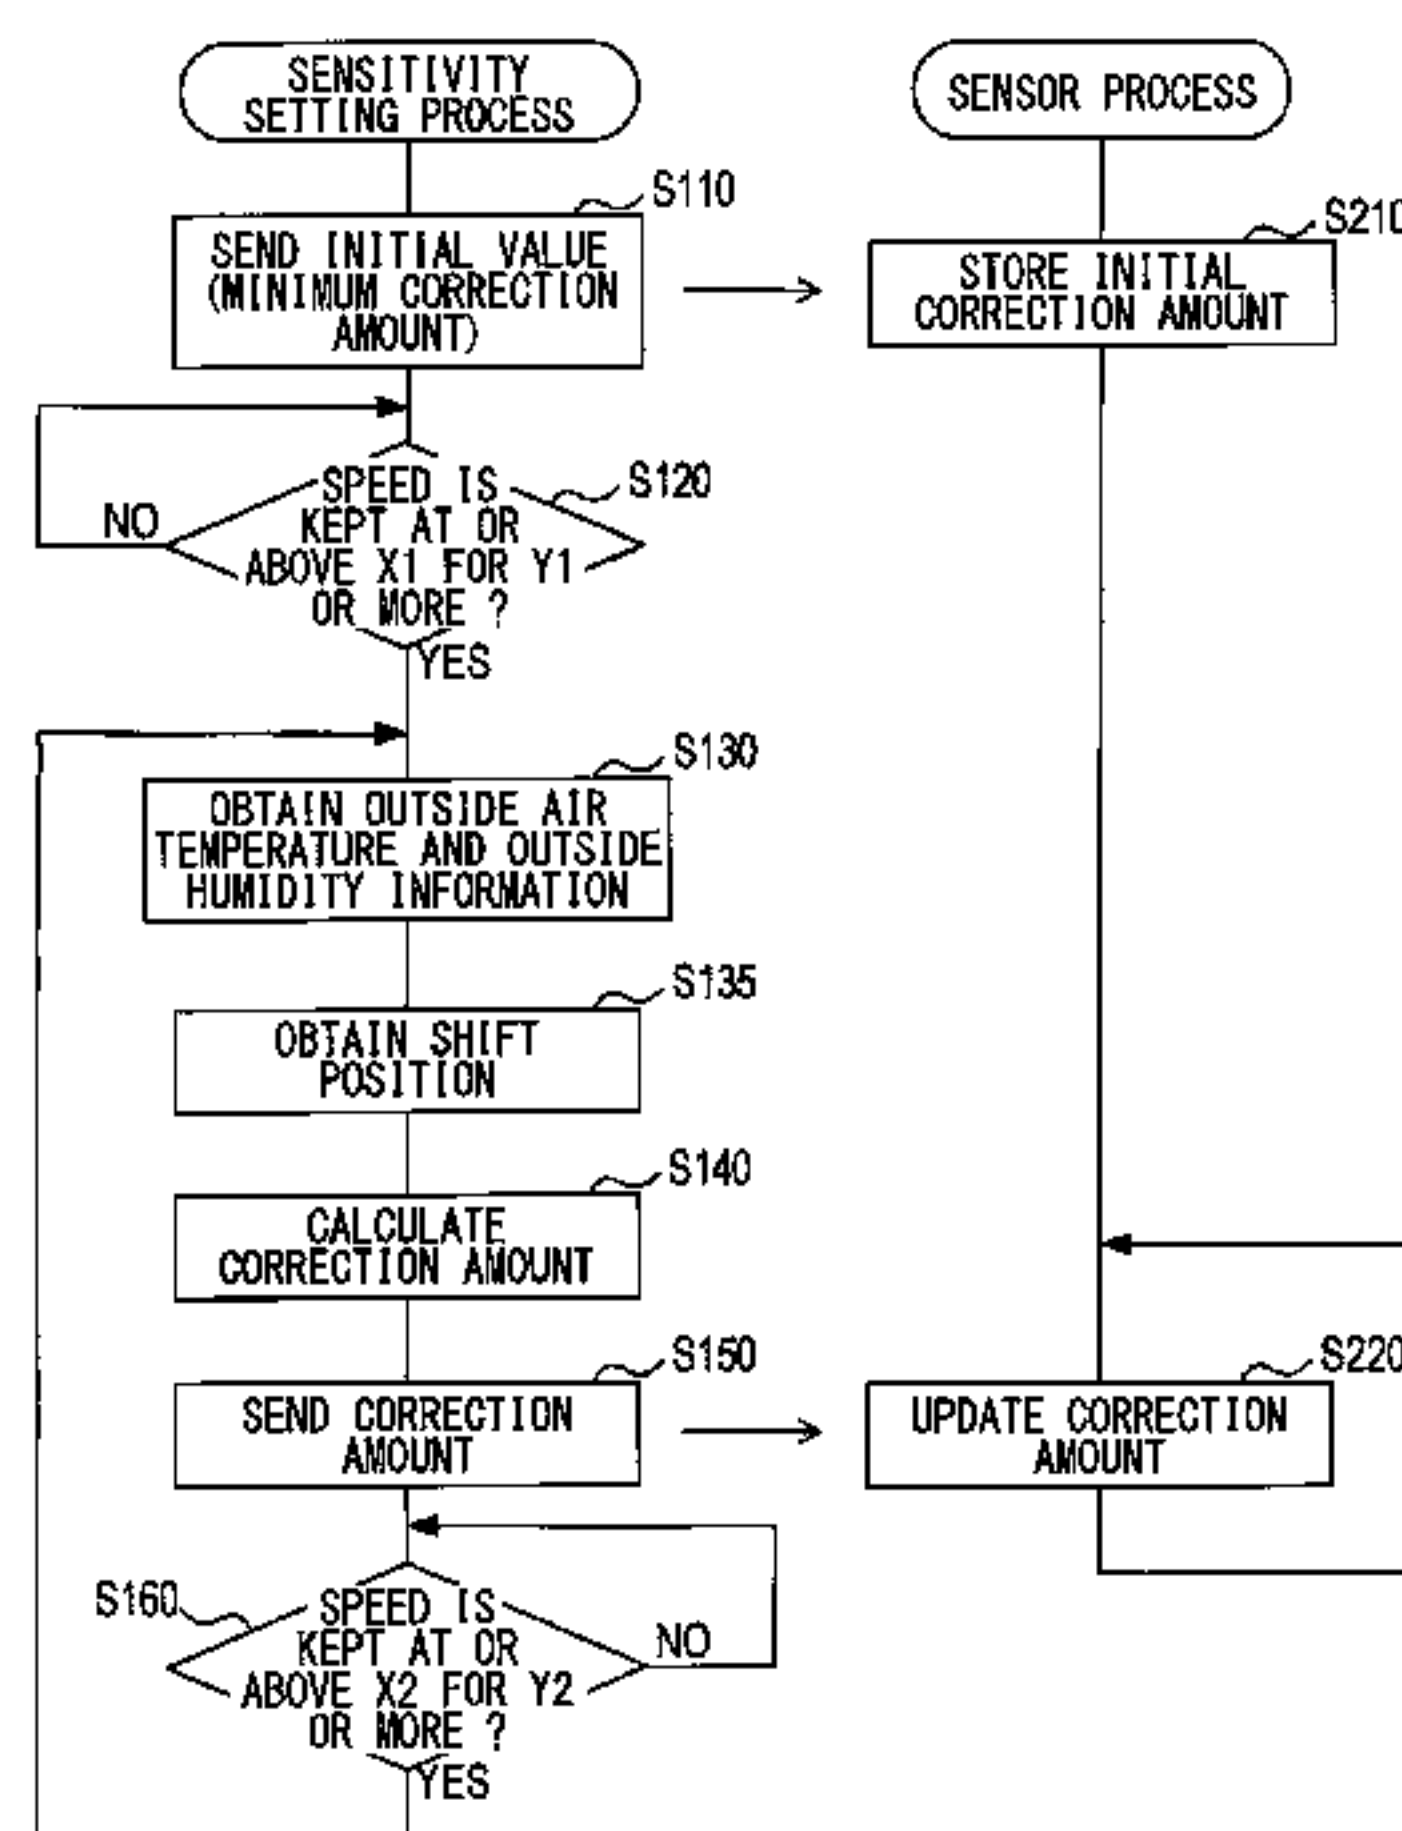 SENSITIVITY
SETTING PROCESS
SENSOR PROCESS
S110
SEND INITIAL VALUE
(MINIMUM CORRECTION
AMOUNT)
S210
STORE INITIAL
CORRECTION AMOUNT
S120
SPEED IS
KEPT AT OR
ABOVE X1 FOR Y1
OR MORE ?
NO
YES
S130
OBTAIN OUTSIDE AIR
TEMPERATURE AND OUTSIDE
HUMIDITY INFORMATION
S135
OBTAIN SHIFT
POSITION
S140
CALCULATE
CORRECTION AMOUNT
S150
SEND CORRECTION
AMOUNT
S220
UPDATE CORRECTION
AMOUNT
S160
SPEED IS
KEPT AT OR
ABOVE X2 FOR Y2
OR MORE ?
NO
YES